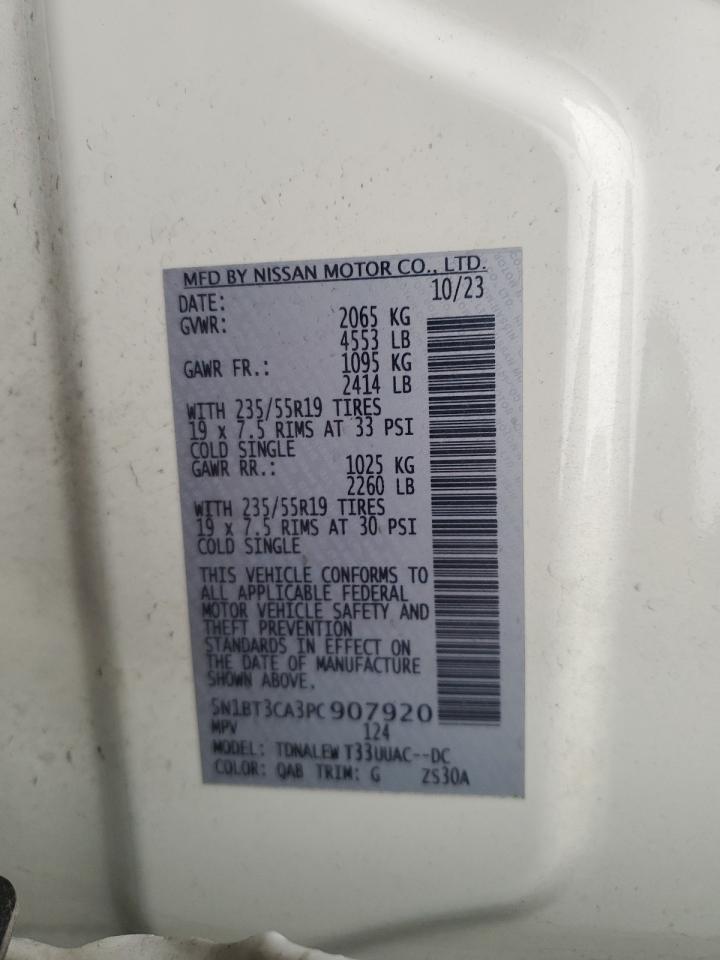 MFD BY NISSAN MOTOR CO., LTD.
DATE: 10/23
GVWR: 2065 KG
4553 LB
GAWR FR.: 1095 KG
2414 LB
WITH 235/55R19 TIRES
19 x 7.5 RIMS AT 33 PSI
COLD SINGLE
GAWR RR.: 1025 KG
2260 LB
WITH 235/55R19 TIRES
19 x 7.5 RIMS AT 30 PSI
COLD SINGLE
THIS VEHICLE CONFORMS TO
ALL APPLICABLE FEDERAL
MOTOR VEHICLE SAFETY AND
THEFT PREVENTION
STANDARDS IN EFFECT ON
THE DATE OF MANUFACTURE
SHOWN ABOVE.
5N1BT3CA3PC907920
MPV 124
MODEL: TDNALEW T33UUAC--DC
COLOR: QAB TRIM: G ZS30A